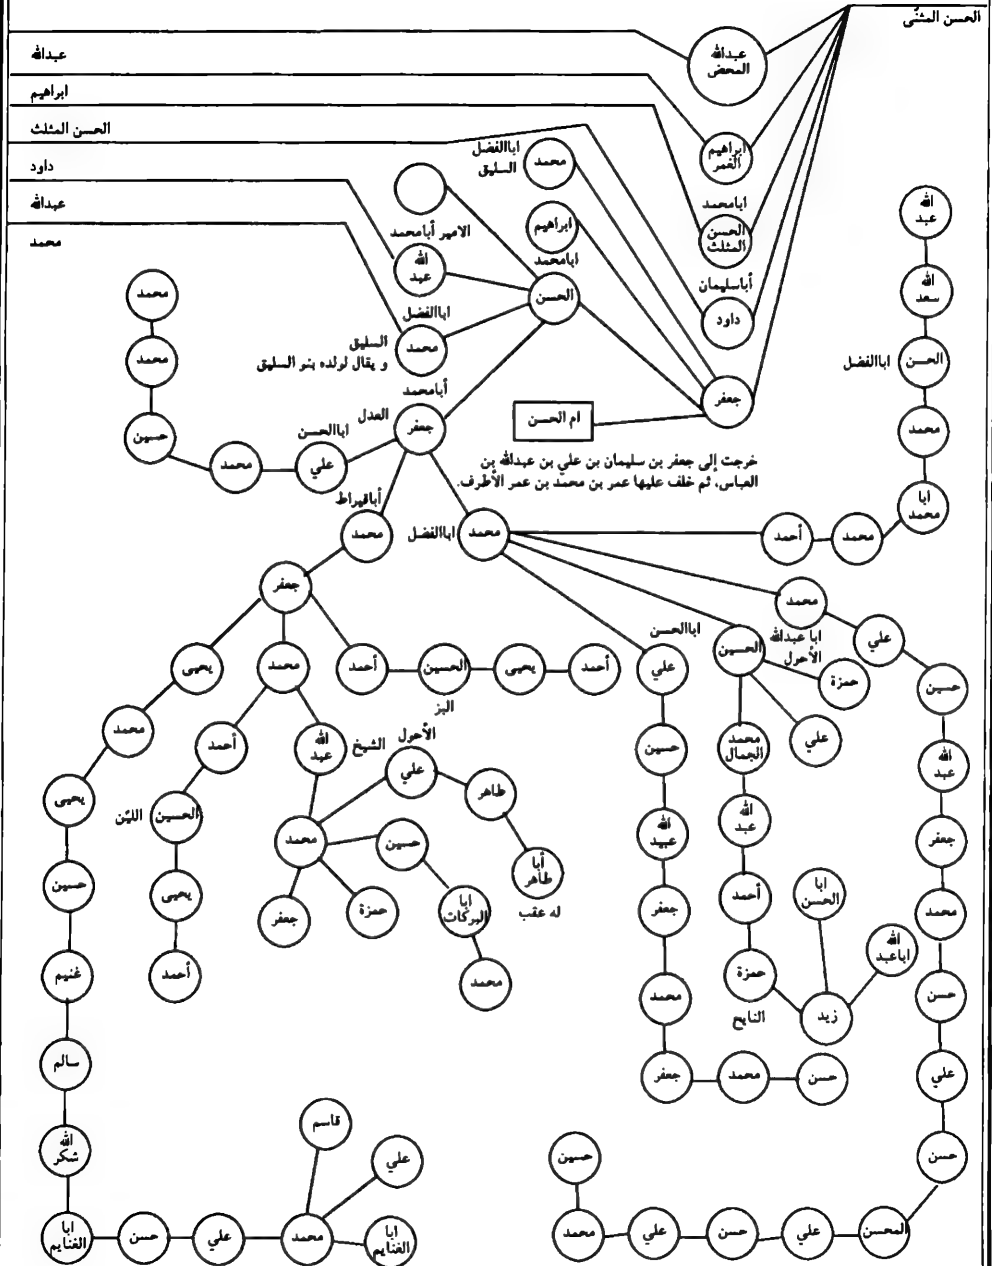 الحسن المثنّى
عبدالله
المحض
عبدالله
ابراهيم
الحسن المثلث
داود
عبدالله
محمد
ابراهيم
الغمر
ابامحمد
الحسن
المثلث
أباسليمان
داود
جعفر
ام الحسن
خرجت إلى جعفر بن سليمان بن علي بن عبدالله بن
العباس، ثم خلف عليها عمر بن محمد بن عمر الأطرف.
اباالفضل
السليق
محمد
ابراهيم
ابامحمد
الحسن
الامير أبامحمد
الله
عبد
اباالفضل
محمد
السليق
و يقال لولده بنو السليق
أبامحمد
العدل
جعفر
اباالحسن
علي
محمد
حسين
محمد
محمد
أباقيراط
محمد
اباالفضل
محمد
أحمد
محمد
ابا
محمد
محمد
اباالفضل
الحسن
الله
سعد
الله
عبد
محمد
علي
حسين
الله
عبد
جعفر
محمد
حسن
علي
حسن
المحسن
علي
حسن
علي
محمد
حسين
ابا عبدالله
الأحول
الحسين
حمزة
علي
محمد
الجمال
الله
عبد
أحمد
حمزة
النايح
زيد
ابا
الحسن
الله
اباعبد
اباالحسن
علي
حسين
الله
عبيد
جعفر
محمد
جعفر
محمد
حسن
جعفر
أحمد
الحسين
البز
يحيى
أحمد
محمد
الشيخ
الله
عبد
محمد
الأحول
علي
طاهر
أبا
طاهر
له عقب
حسين
ابا
البركات
محمد
حمزة
جعفر
أحمد
الحسين
الليّن
يحيى
أحمد
يحيى
محمد
يحيى
حسين
غنيم
سالم
الله
شكر
ابا
الغنايم
حسن
علي
محمد
قاسم
علي
ابا
الغنايم